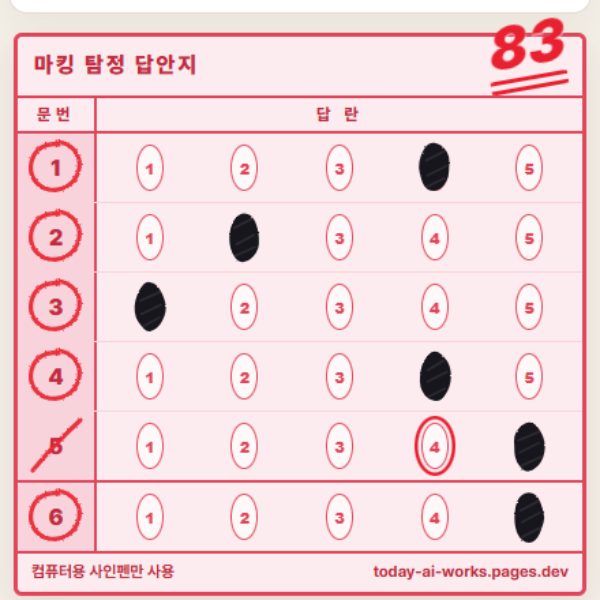 83
마킹 탐정 답안지
문번 답 란
1 1 2 3 5
2 1 3 4 5
3 2 3 4 5
4 1 2 3 5
5 1 2 3 4
6 1 2 3 4
컴퓨터용 사인펜만 사용 today-ai-works.pages.dev